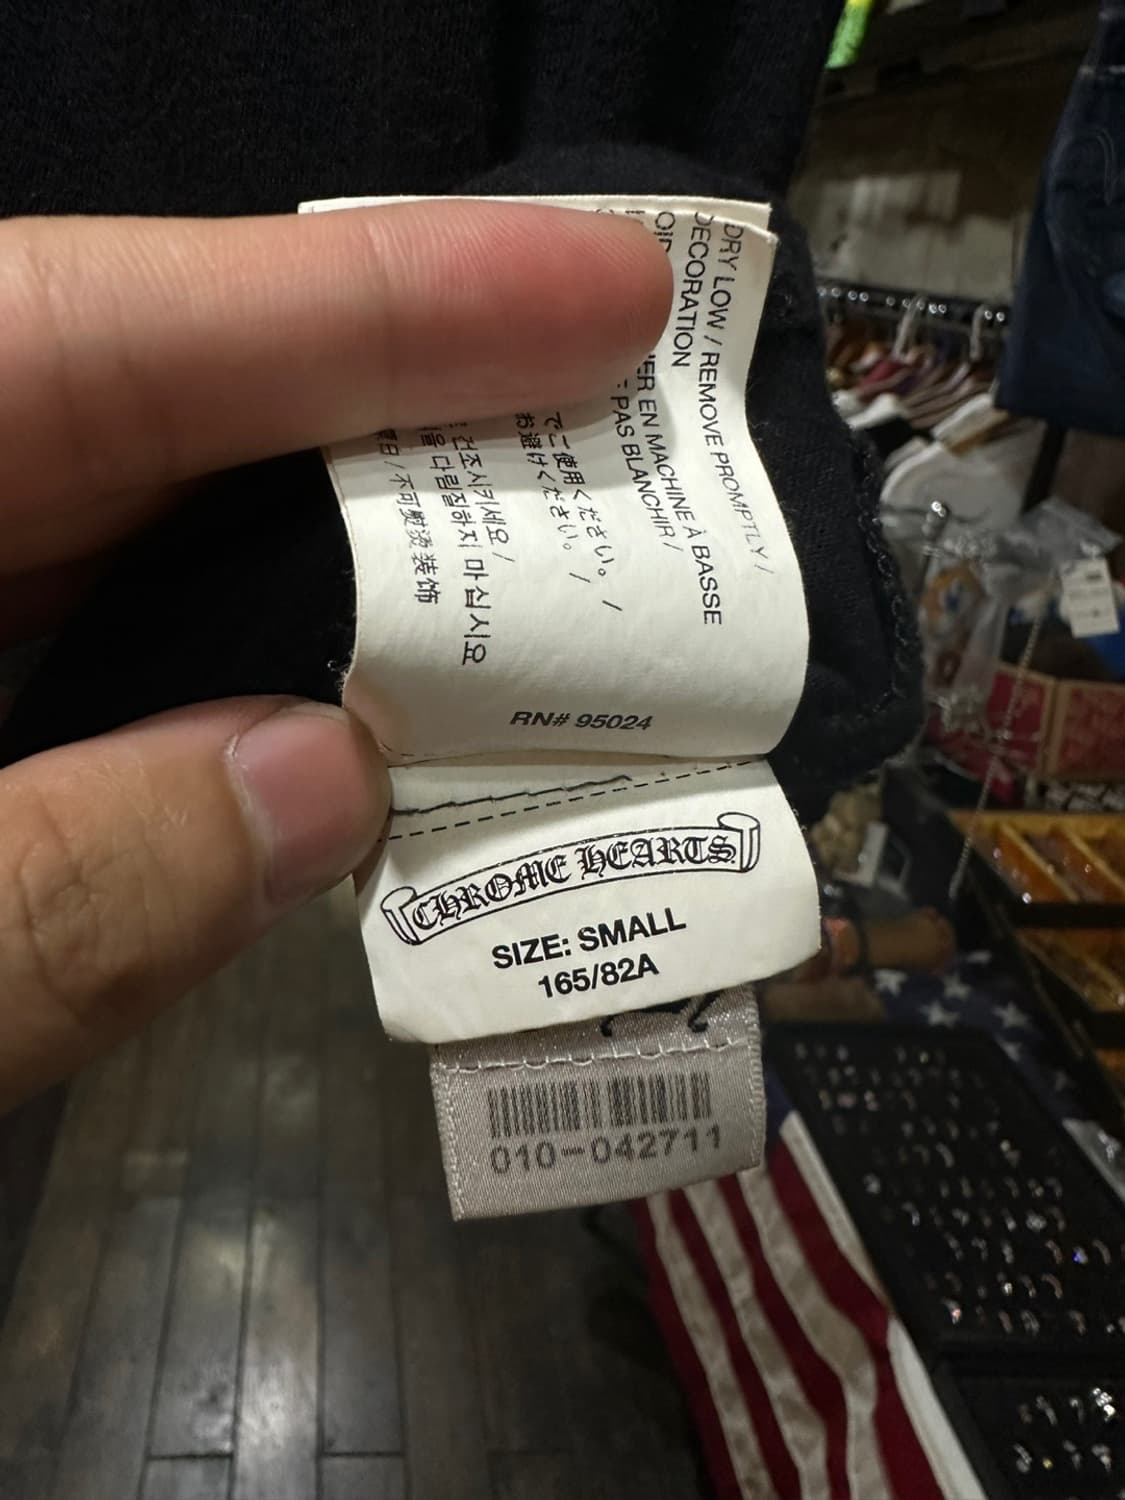 DRY LOW / REMOVE PROMPTLY /
DECORATION
EN MACHINE À BASSE
PAS BLANCHIR /
でご使用ください。 /
お避けください。 /
건조시키세요 /
다림질하지 마십시오
/ 不可熨烫装饰
RN# 95024
CHROME HEARTS
SIZE: SMALL
165/82A
010-042711